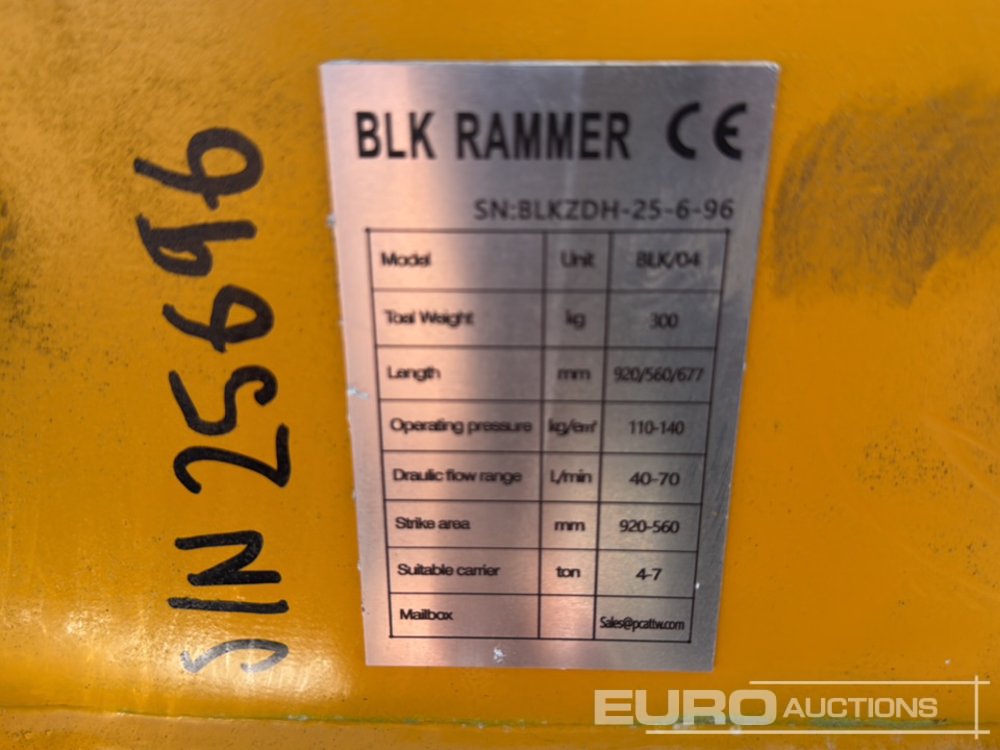 BLK RAMMER CE
SN:BLKZDH-25-6-96
Model Unit BLK/04
Toal Weight kg 300
Length mm 920/560/677
Operating pressure kg/cm² 110-140
Draulic flow range L/min 40-70
Strike area mm 920-560
Suitable carrier ton 4-7
Mailbox Sales@pcattw.com
SN 25696
EURO AUCTIONS